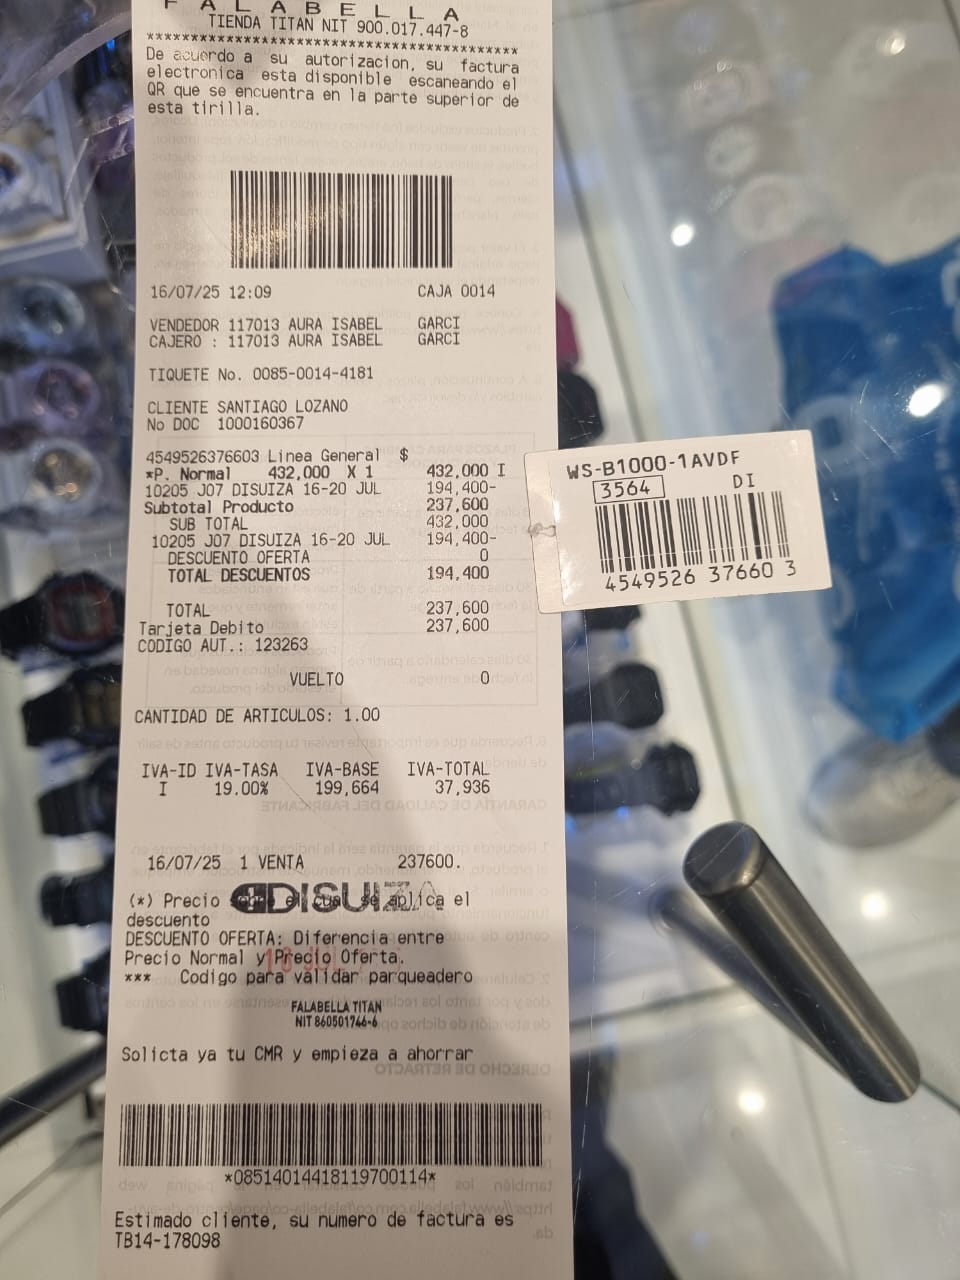 FALABELLA
TIENDA TITAN NIT 900.017.447-8
********************************************
De acuerdo a su autorizacion, su factura
electronica esta disponible escaneando el
QR que se encuentra en la parte superior de
esta tirilla.
16/07/25 12:09 CAJA 0014
VENDEDOR 117013 AURA ISABEL GARCI
CAJERO : 117013 AURA ISABEL GARCI
TIQUETE No. 0085-0014-4181
CLIENTE SANTIAGO LOZANO
No DOC 1000160367
4549526376603 Linea General $
*P. Normal 432,000 X 1 432,000 I
10205 J07 DISUIZA 16-20 JUL 194,400-
Subtotal Producto 237,600
SUB TOTAL 432,000
10205 J07 DISUIZA 16-20 JUL 194,400-
DESCUENTO OFERTA 0
TOTAL DESCUENTOS 194,400
TOTAL 237,600
Tarjeta Debito 237,600
CODIGO AUT.: 123263
VUELTO 0
CANTIDAD DE ARTICULOS: 1.00
IVA-ID IVA-TASA IVA-BASE IVA-TOTAL
I 19.00% 199,664 37,936
16/07/25 1 VENTA 237600.
(*) Precio sobre el cual se aplica el
DISUIZA
descuento
DESCUENTO OFERTA: Diferencia entre
Precio Normal y Precio Oferta.
*** Codigo para validar parqueadero
FALABELLA TITAN
NIT 860501746-6
Solicta ya tu CMR y empieza a ahorrar
*08514014418119700114*
Estimado cliente, su numero de factura es
TB14-178098
WS-B1000-1AVDF
3564 DI
4549526 37660 3